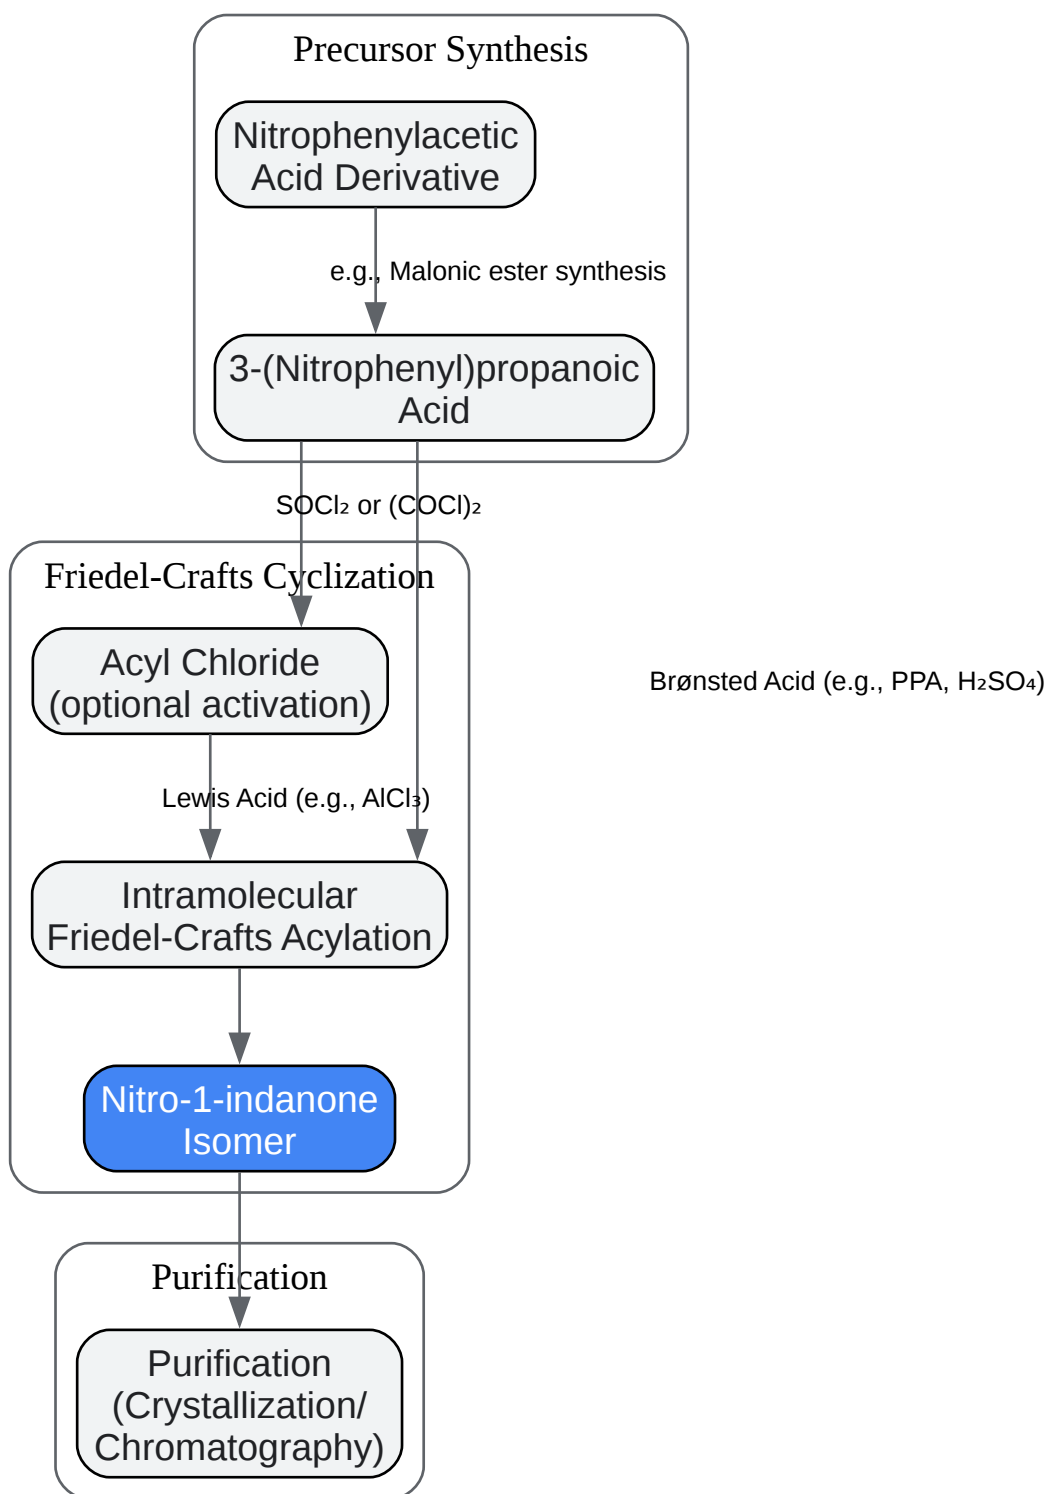 Precursor Synthesis
Nitrophenylacetic
Acid Derivative
e.g., Malonic ester synthesis
3-(Nitrophenyl)propanoic
Acid
SOCl₂ or (COCl)₂
Friedel-Crafts Cyclization
Acyl Chloride
(optional activation)
Brønsted Acid (e.g., PPA, H₂SO₄)
Lewis Acid (e.g., AlCl₃)
Intramolecular
Friedel-Crafts Acylation
Nitro-1-indanone
Isomer
Purification
Purification
(Crystallization/
Chromatography)